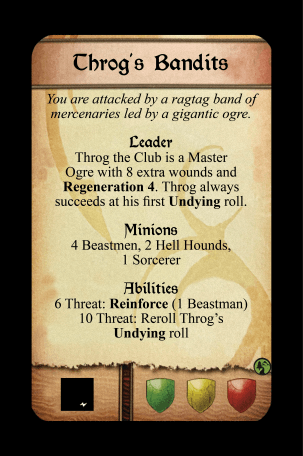 Throg's Bandits
You are attacked by a ragtag band of
mercenaries led by a gigantic ogre.
Leader
Throg the Club is a Master
Ogre with 8 extra wounds and
Regeneration 4. Throg always
succeeds at his first Undying roll.
Minions
4 Beastmen, 2 Hell Hounds,
1 Sorcerer
Abilities
6 Threat: Reinforce (1 Beastman)
10 Threat: Reroll Throg's
Undying roll